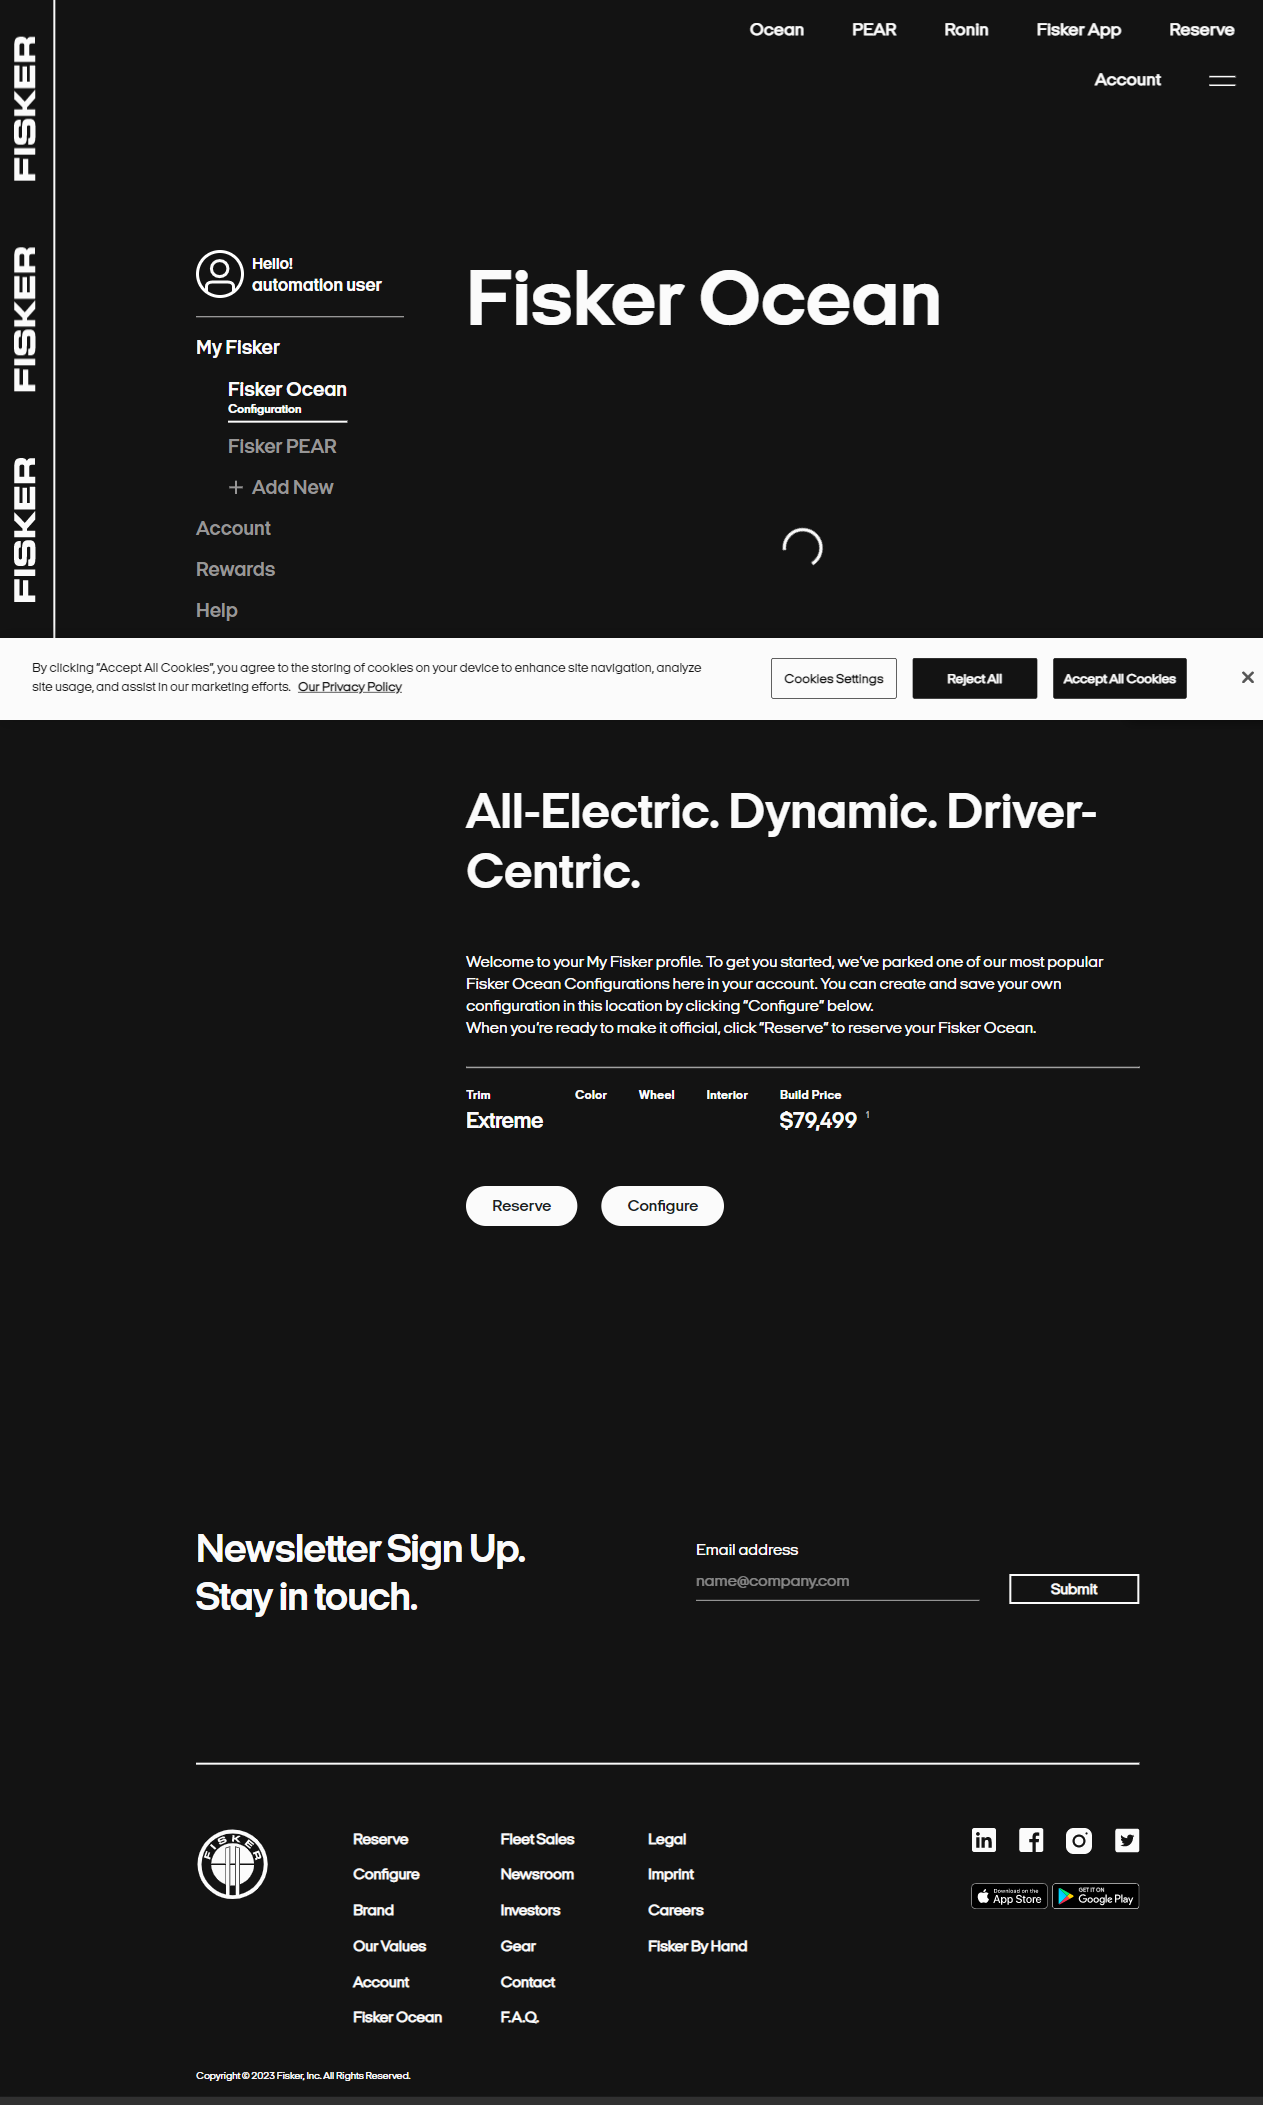 FISKER
FISKER
FISKER
Ocean PEAR Ronin Fisker App Reserve
Account
Hello!
automation user
Fisker Ocean
My Fisker
Fisker Ocean
Configuration
Fisker PEAR
+ Add New
Account
Rewards
Help
By clicking “Accept All Cookies”, you agree to the storing of cookies on your device to enhance site navigation, analyze
site usage, and assist in our marketing efforts. Our Privacy Policy
Cookies Settings
Reject All
Accept All Cookies
All-Electric. Dynamic. Driver-
Centric.
Welcome to your My Fisker profile. To get you started, we’ve parked one of our most popular
Fisker Ocean Configurations here in your account. You can create and save your own
configuration in this location by clicking “Configure” below.
When you’re ready to make it official, click “Reserve” to reserve your Fisker Ocean.
Trim Color Wheel Interior Build Price
Extreme $79,499 1
Reserve Configure
Newsletter Sign Up.
Stay in touch.
Email address
name@company.com
Submit
FISKER
Reserve
Configure
Brand
Our Values
Account
Fisker Ocean
Fleet Sales
Newsroom
Investors
Gear
Contact
F.A.Q.
Legal
Imprint
Careers
Fisker By Hand
in
Download on the
App Store
GET IT ON
Google Play
Copyright © 2023 Fisker, Inc. All Rights Reserved.